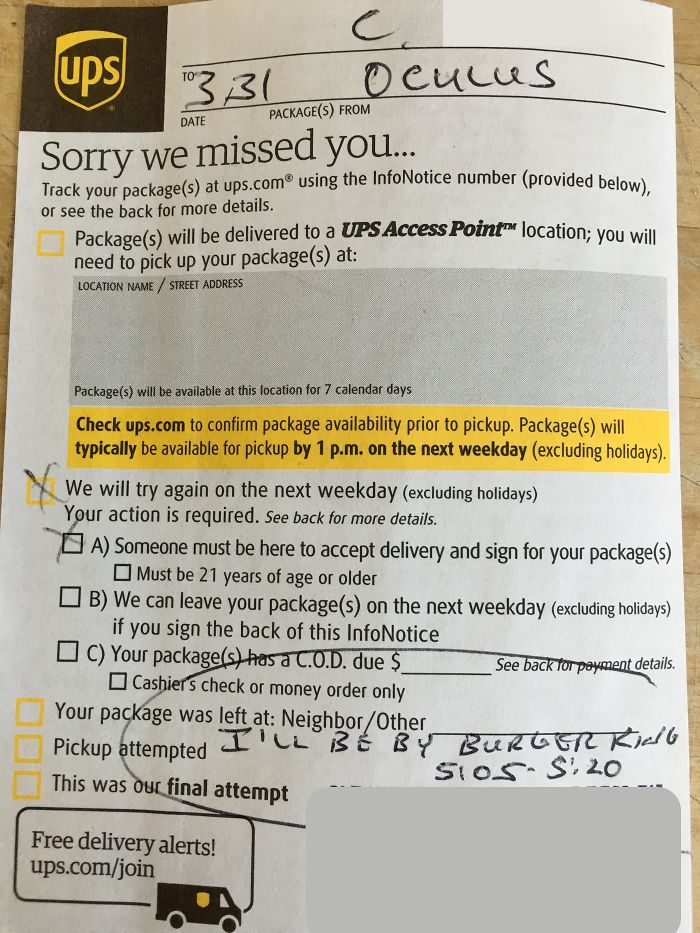 ups
C.
TO
3 31 OCULUS
DATE PACKAGE(S) FROM
Sorry we missed you...
Track your package(s) at ups.com® using the InfoNotice number (provided below),
or see the back for more details.
Package(s) will be delivered to a UPS Access Point™ location; you will
need to pick up your package(s) at:
LOCATION NAME / STREET ADDRESS
Package(s) will be available at this location for 7 calendar days
Check ups.com to confirm package availability prior to pickup. Package(s) will
typically be available for pickup by 1 p.m. on the next weekday (excluding holidays).
We will try again on the next weekday (excluding holidays)
Your action is required. See back for more details.
A) Someone must be here to accept delivery and sign for your package(s)
Must be 21 years of age or older
B) We can leave your package(s) on the next weekday (excluding holidays)
if you sign the back of this InfoNotice
C) Your package(s) has a C.O.D. due $ See back for payment details.
Cashier's check or money order only
Your package was left at: Neighbor/Other
Pickup attempted I'LL BE BY BURGER KING
5:05-5:20
This was our final attempt
Free delivery alerts!
ups.com/join